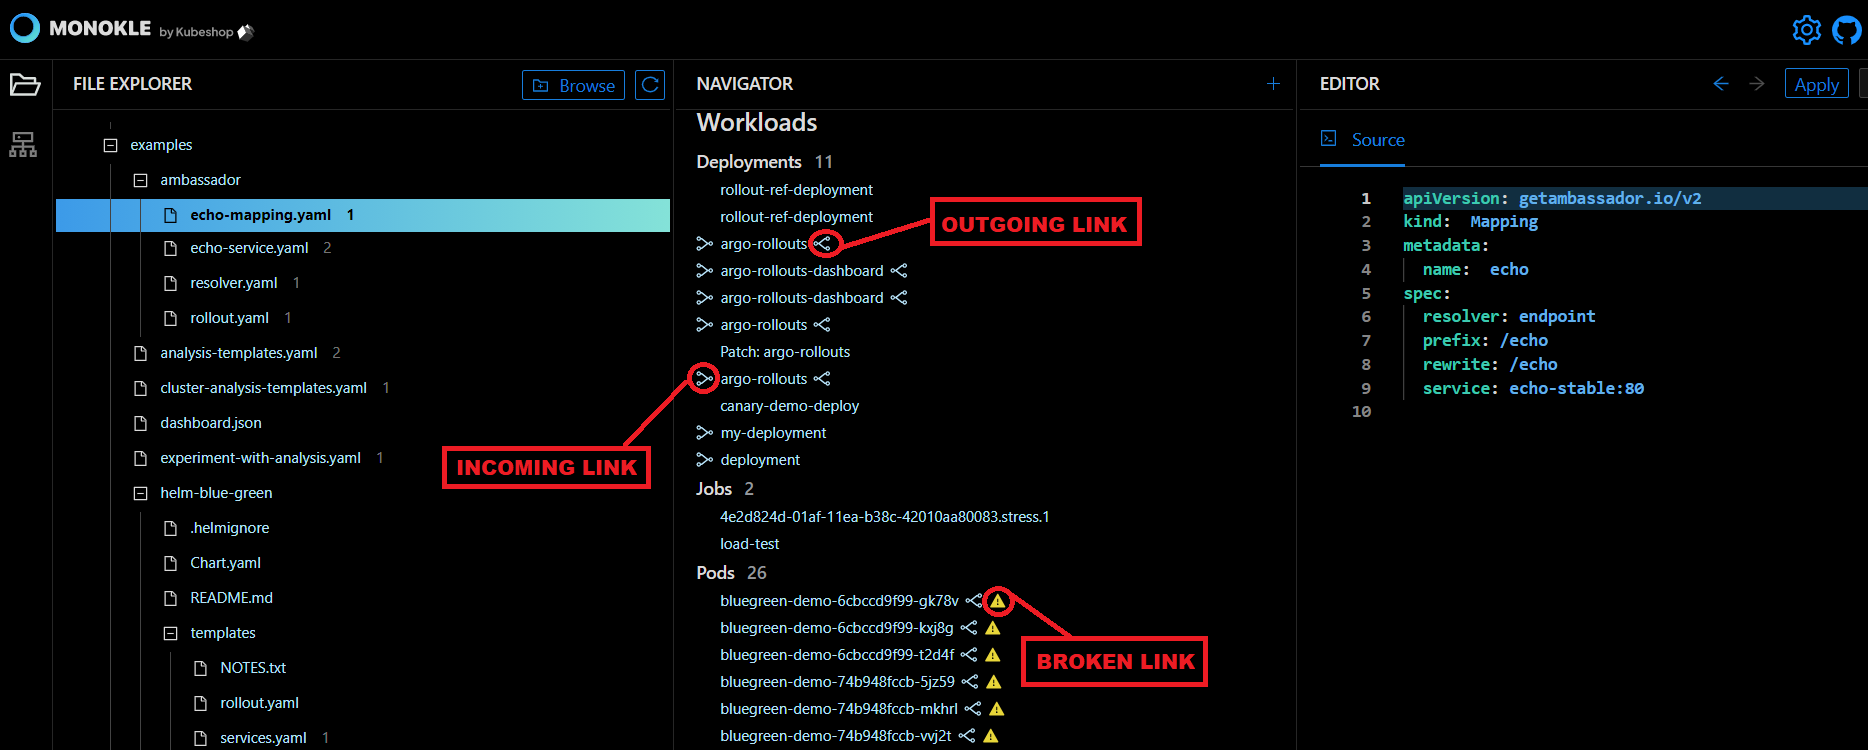 MONOKLE by Kubeshop
FILE EXPLORER
Browse
examples
ambassador
echo-mapping.yaml 1
echo-service.yaml 2
resolver.yaml 1
rollout.yaml 1
analysis-templates.yaml 2
cluster-analysis-templates.yaml 1
dashboard.json
experiment-with-analysis.yaml 1
helm-blue-green
.helmignore
Chart.yaml
README.md
templates
NOTES.txt
rollout.yaml
services.yaml 1
INCOMING LINK
NAVIGATOR
Workloads
Deployments 11
rollout-ref-deployment
rollout-ref-deployment
argo-rollouts
argo-rollouts-dashboard
argo-rollouts-dashboard
argo-rollouts
Patch: argo-rollouts
argo-rollouts
canary-demo-deploy
my-deployment
deployment
Jobs 2
4e2d824d-01af-11ea-b38c-42010aa80083.stress.1
load-test
Pods 26
bluegreen-demo-6cbccd9f99-gk78v
bluegreen-demo-6cbccd9f99-kxj8g
bluegreen-demo-6cbccd9f99-t2d4f
bluegreen-demo-74b948fccb-5jz59
bluegreen-demo-74b948fccb-mkhrl
bluegreen-demo-74b948fccb-vvj2t
OUTGOING LINK
BROKEN LINK
EDITOR
Apply
Source
1 apiVersion: getambassador.io/v2
2 kind: Mapping
3 metadata:
4 name: echo
5 spec:
6 resolver: endpoint
7 prefix: /echo
8 rewrite: /echo
9 service: echo-stable:80
10